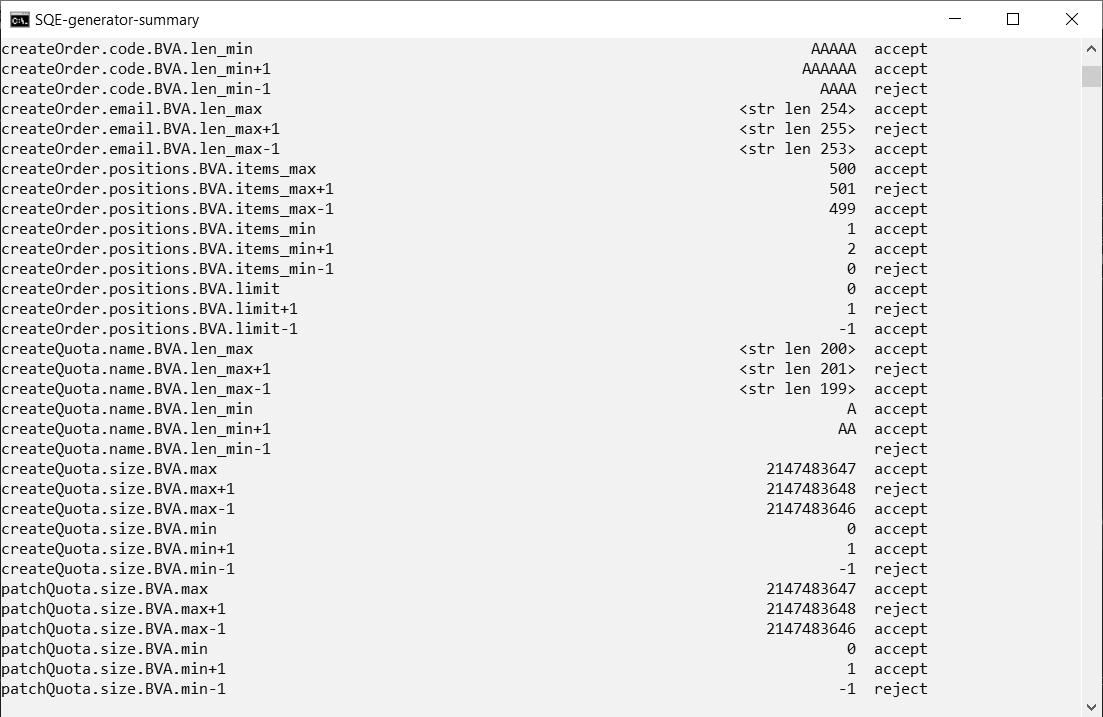 SQE-generator-summary
createOrder.code.BVA.len_min AAAAA accept
createOrder.code.BVA.len_min+1 AAAAAA accept
createOrder.code.BVA.len_min-1 AAAA reject
createOrder.email.BVA.len_max <str len 254> accept
createOrder.email.BVA.len_max+1 <str len 255> reject
createOrder.email.BVA.len_max-1 <str len 253> accept
createOrder.positions.BVA.items_max 500 accept
createOrder.positions.BVA.items_max+1 501 reject
createOrder.positions.BVA.items_max-1 499 accept
createOrder.positions.BVA.items_min 1 accept
createOrder.positions.BVA.items_min+1 2 accept
createOrder.positions.BVA.items_min-1 0 reject
createOrder.positions.BVA.limit 0 accept
createOrder.positions.BVA.limit+1 1 reject
createOrder.positions.BVA.limit-1 -1 accept
createQuota.name.BVA.len_max <str len 200> accept
createQuota.name.BVA.len_max+1 <str len 201> reject
createQuota.name.BVA.len_max-1 <str len 199> accept
createQuota.name.BVA.len_min A accept
createQuota.name.BVA.len_min+1 AA accept
createQuota.name.BVA.len_min-1 reject
createQuota.size.BVA.max 2147483647 accept
createQuota.size.BVA.max+1 2147483648 reject
createQuota.size.BVA.max-1 2147483646 accept
createQuota.size.BVA.min 0 accept
createQuota.size.BVA.min+1 1 accept
createQuota.size.BVA.min-1 -1 reject
patchQuota.size.BVA.max 2147483647 accept
patchQuota.size.BVA.max+1 2147483648 reject
patchQuota.size.BVA.max-1 2147483646 accept
patchQuota.size.BVA.min 0 accept
patchQuota.size.BVA.min+1 1 accept
patchQuota.size.BVA.min-1 -1 reject